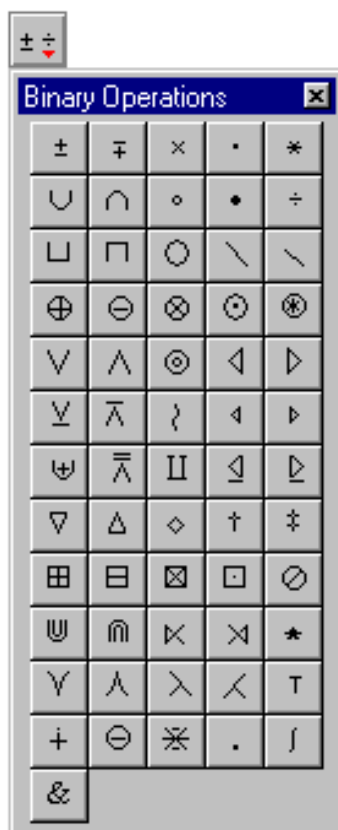 ± ÷
Binary Operations
± ∓ × · *
∪ ∩ ∘ • ÷
⊔ ⊓ ○ \ ∖
⊕ ⊖ ⊗ ⊙ ⊛
∨ ∧ ⊚ ◁ ▷
⊻ ⊼ ≀ ◃ ▹
⊎ ⩞ ∐ ⊴ ⊵
▽ △ ⋄ † ‡
⊞ ⊟ ⊠ ⊡ ⊘
⋓ ⋒ ⋉ ⋊ ⋆
⋎ ⋏ ⋋ ⋌ ⊤
∔ ⊖ ⋇ . ∫
&